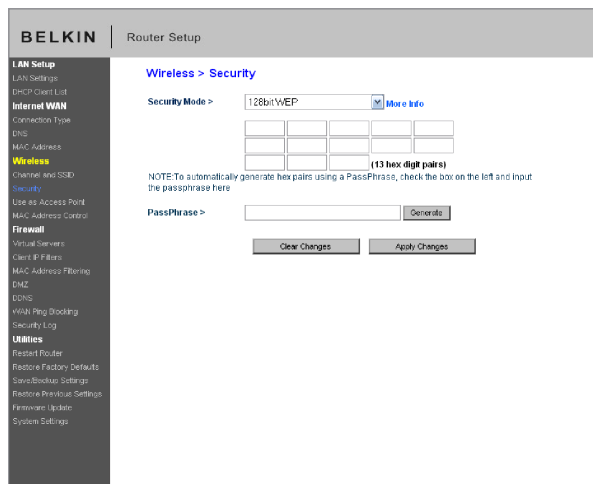 BELKIN
Router Setup
LAN Setup
LAN Settings
DHCP Client List
Internet WAN
Connection Type
DNS
MAC Address
Wireless
Channel and SSID
Security
Use as Access Point
MAC Address Control
Firewall
Virtual Servers
Client IP Filters
MAC Address Filtering
DMZ
DDNS
WAN Ping Blocking
Security Log
Utilities
Restart Router
Restore Factory Defaults
Save/Backup Settings
Restore Previous Settings
Firmware Update
System Settings
Wireless > Security
Security Mode > 128bitWEP More Info
(13 hex digit pairs)
NOTE:To automatically generate hex pairs using a PassPhrase, check the box on the left and input
the passphrase here
PassPhrase > Generate
Clear Changes Apply Changes